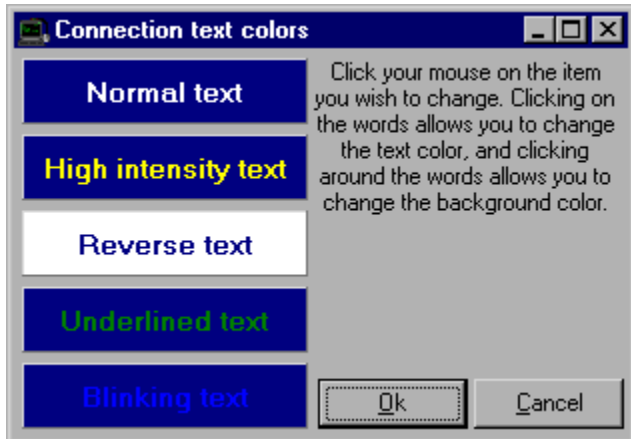 Connection text colors
Normal text
High intensity text
Reverse text
Underlined text
Blinking text
Click your mouse on the item
you wish to change. Clicking on
the words allows you to change
the text color, and clicking
around the words allows you to
change the background color.
Ok
Cancel